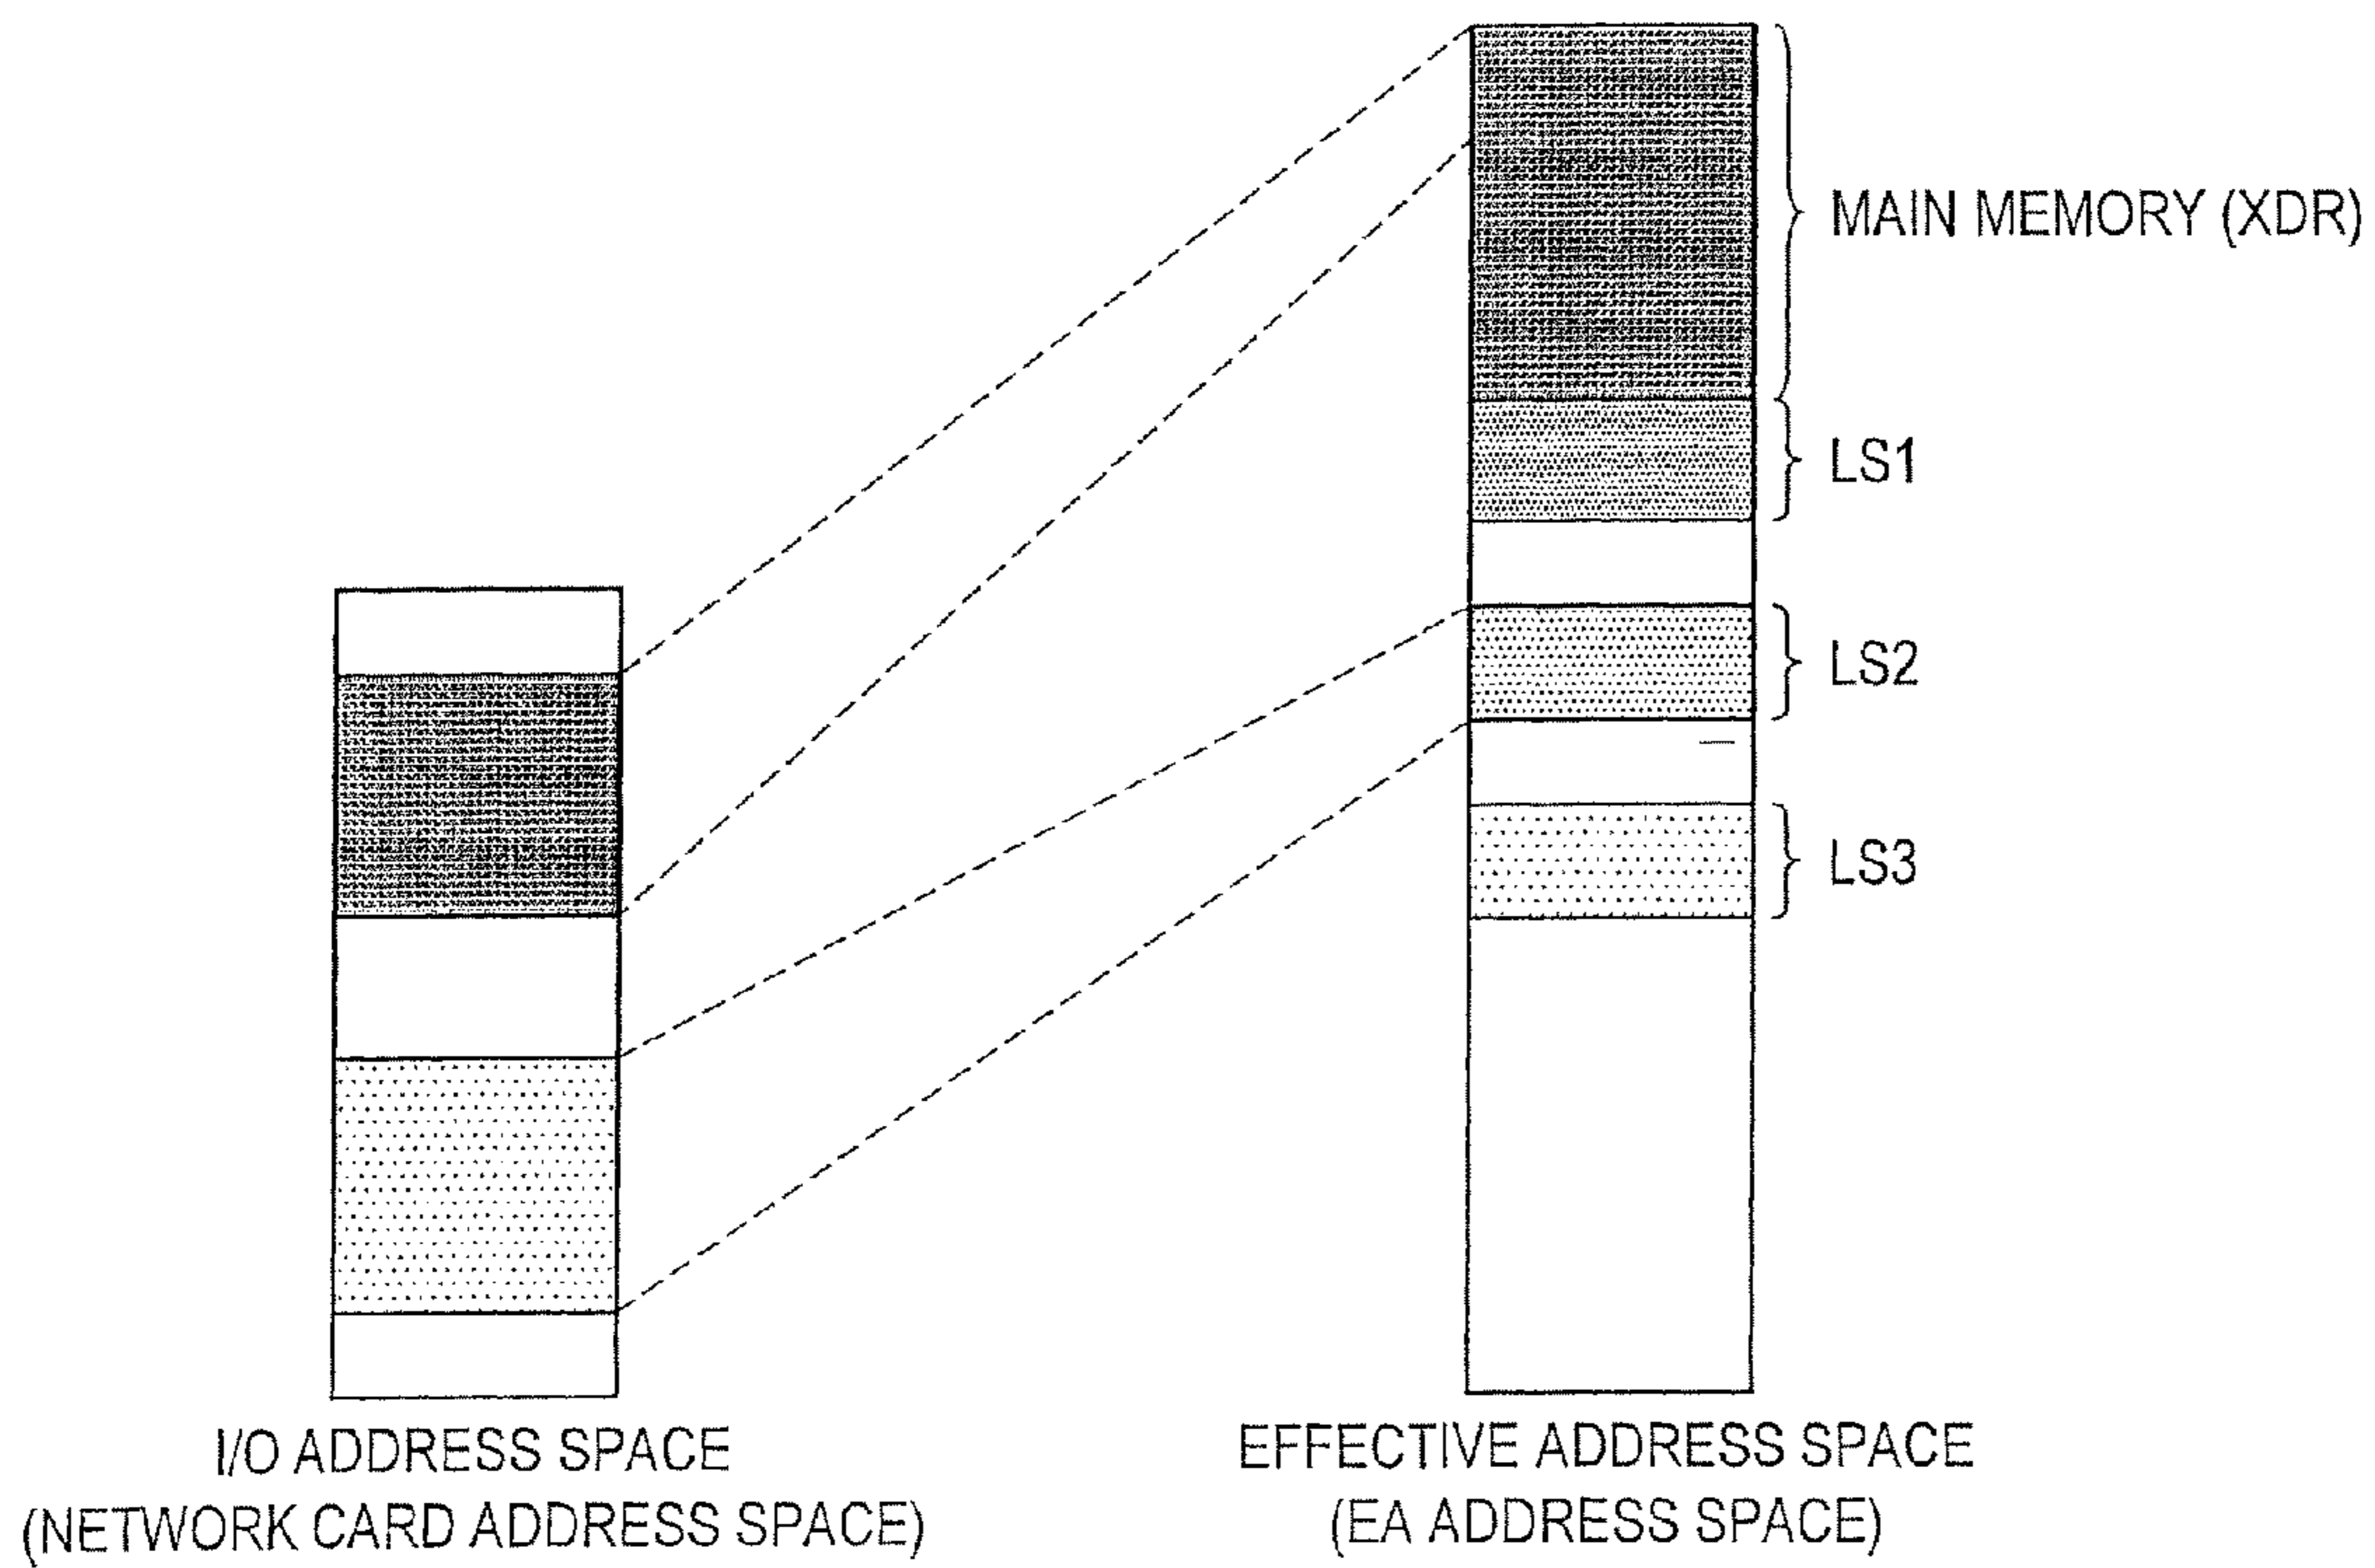 MAIN MEMORY (XDR)
LS1
LS2
LS3
I/O ADDRESS SPACE
(NETWORK CARD ADDRESS SPACE)
EFFECTIVE ADDRESS SPACE
(EA ADDRESS SPACE)